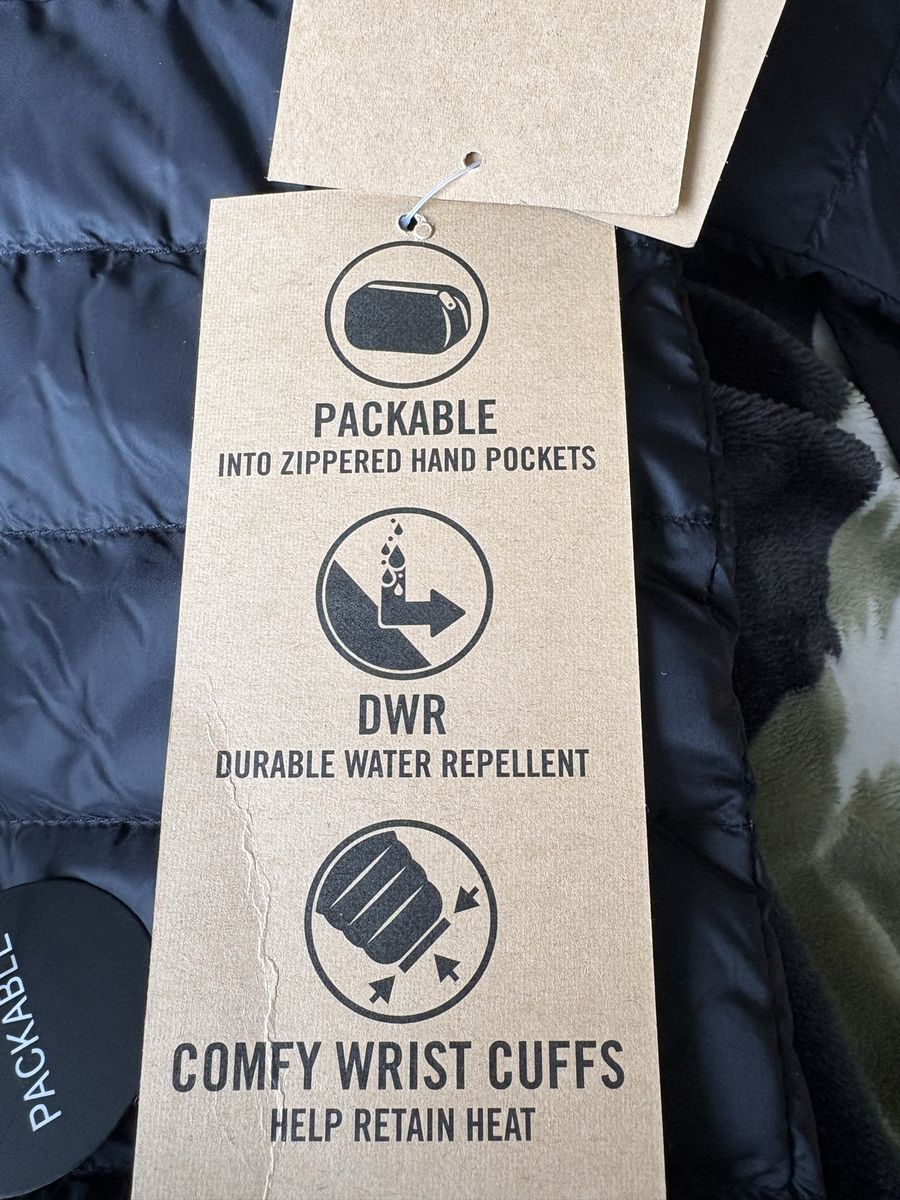 PACKABLE
INTO ZIPPERED HAND POCKETS
DWR
DURABLE WATER REPELLENT
COMFY WRIST CUFFS
HELP RETAIN HEAT
PACKABLE